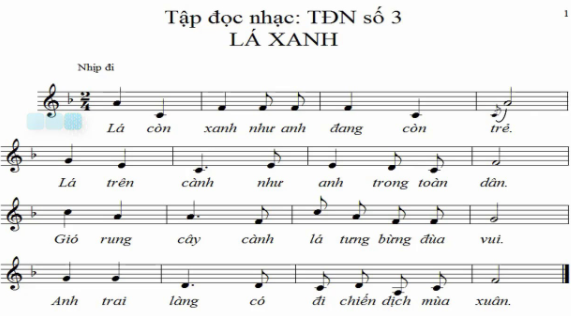 1
Tập đọc nhạc: TĐN số 3
LÁ XANH
Nhịp đi
2
4
Lá còn xanh như anh đang còn trẻ.
Lá trên cành như anh trong toàn dân.
Gió rung cây cành lá tưng bừng đùa vui.
Anh trai làng có đi chiến dịch mùa xuân.